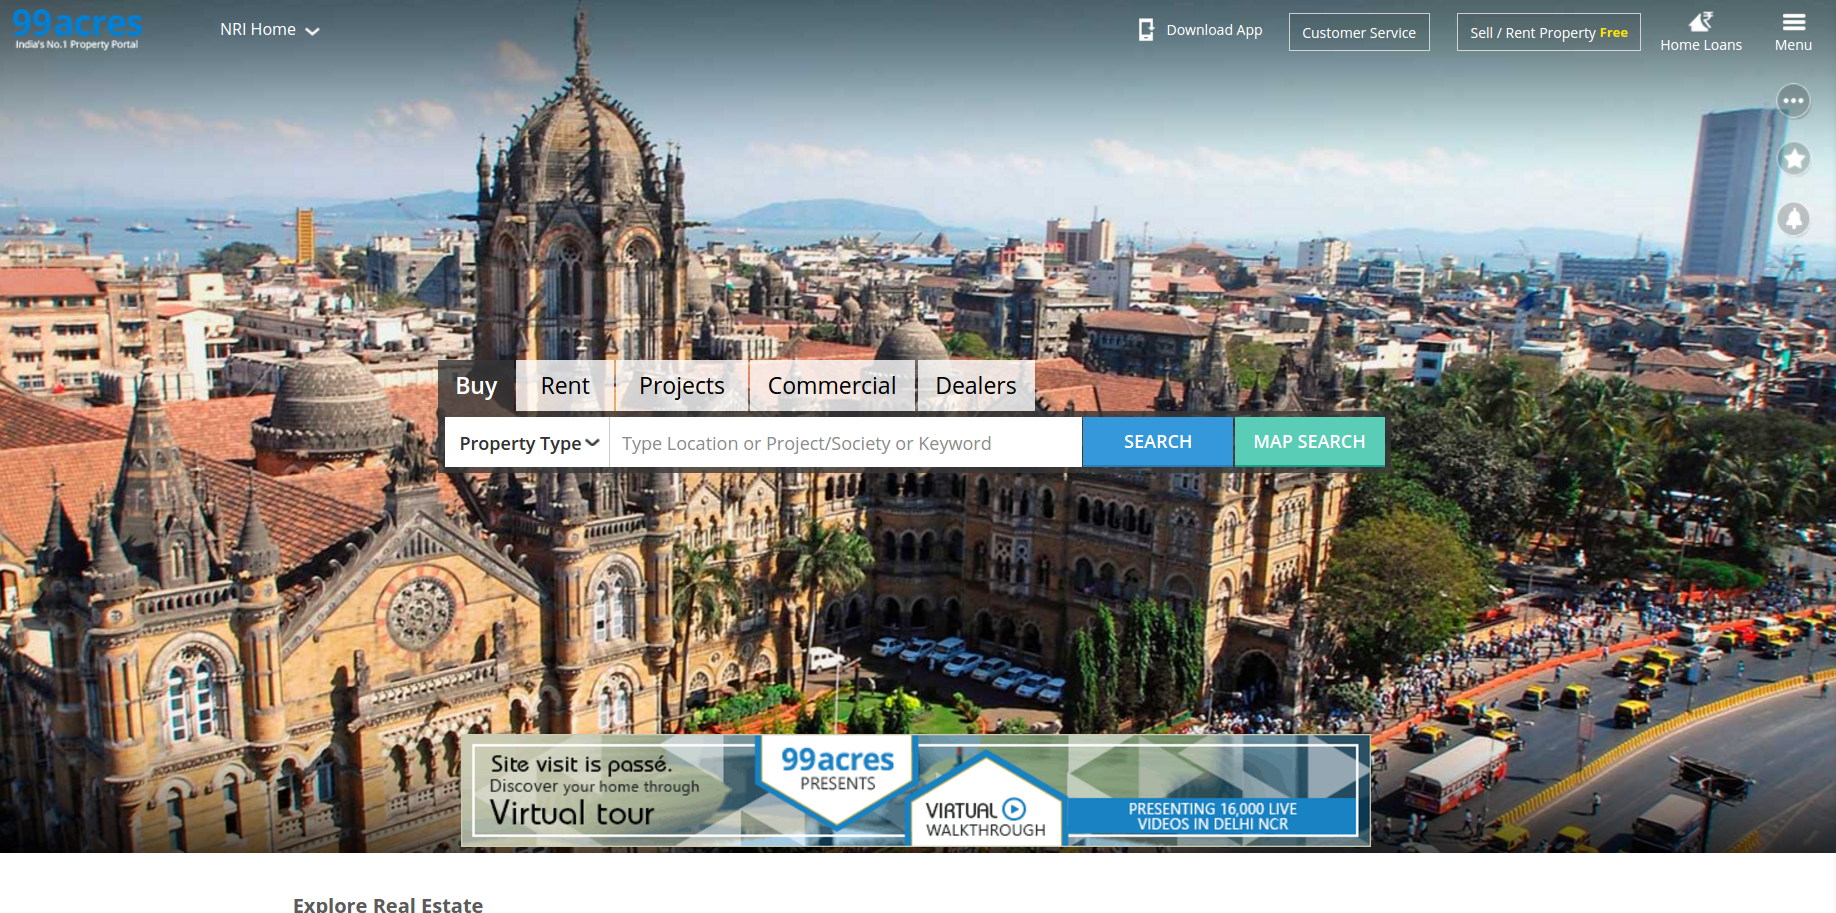 99acres
India's No.1 Property Portal
NRI Home
Download App
Customer Service
Sell / Rent Property Free
Home Loans
Menu
Buy
Rent
Projects
Commercial
Dealers
Property Type
Type Location or Project/Society or Keyword
SEARCH
MAP SEARCH
Site visit is passé.
Discover your home through
Virtual tour
99acres
PRESENTS
VIRTUAL
WALKTHROUGH
PRESENTING 16,000 LIVE
VIDEOS IN DELHI NCR
Explore Real Estate